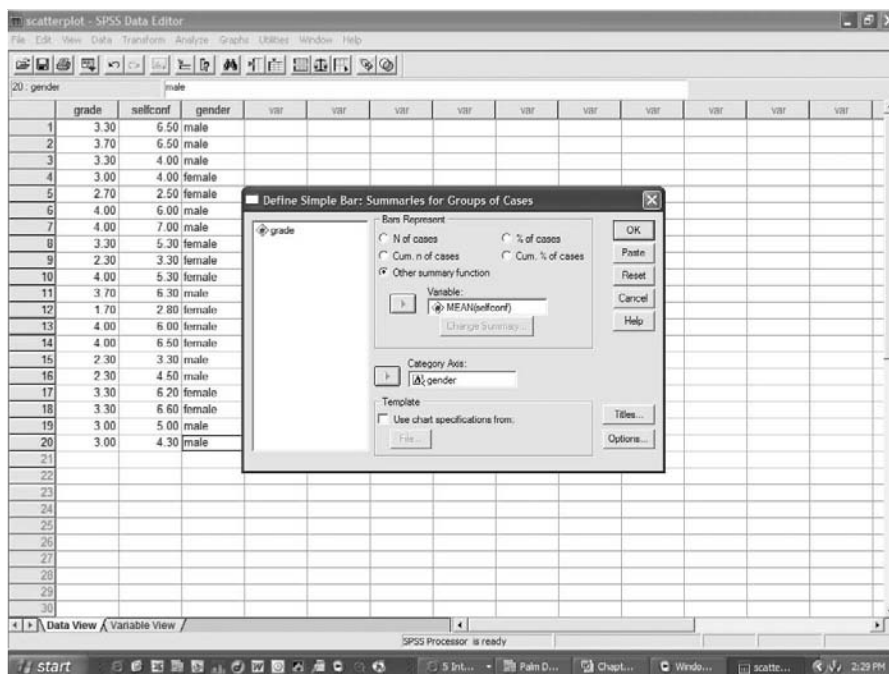 scatterplot - SPSS Data Editor
File Edit View Data Transform Analyze Graphs Utilities Window Help
20 : gender male
grade selfconf gender var var var var var var var var var var
1 3.30 6.50 male
2 3.70 6.50 male
3 3.30 4.00 male
4 3.00 4.00 female
5 2.70 2.50 female
6 4.00 6.00 male
7 4.00 7.00 male
8 3.30 5.30 female
9 2.30 3.30 female
10 4.00 5.30 female
11 3.70 6.30 male
12 1.70 2.80 female
13 4.00 6.00 female
14 4.00 6.50 female
15 2.30 3.30 male
16 2.30 4.50 male
17 3.30 6.20 female
18 3.30 6.60 female
19 3.00 5.00 male
20 3.00 4.30 male
21
22
23
24
25
26
27
28
29
30
Define Simple Bar: Summaries for Groups of Cases
grade
Bars Represent
N of cases % of cases
Cum. n of cases Cum. % of cases
Other summary function
Variable:
MEAN(selfconf)
Change Summary...
Category Axis:
gender
Template
Use chart specifications from:
File...
OK
Paste
Reset
Cancel
Help
Titles...
Options...
Data View Variable View
SPSS Processor is ready
start 5 Int... Palm D... Chapt... Windo... scatte... 2:29 PM